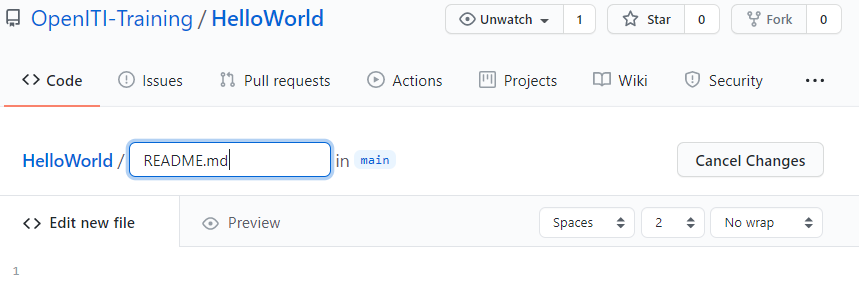 OpenITI-Training / HelloWorld Unwatch 1 Star 0 Fork 0
Code Issues Pull requests Actions Projects Wiki Security ...
HelloWorld / README.md in main Cancel Changes
<> Edit new file Preview Spaces 2 No wrap
1